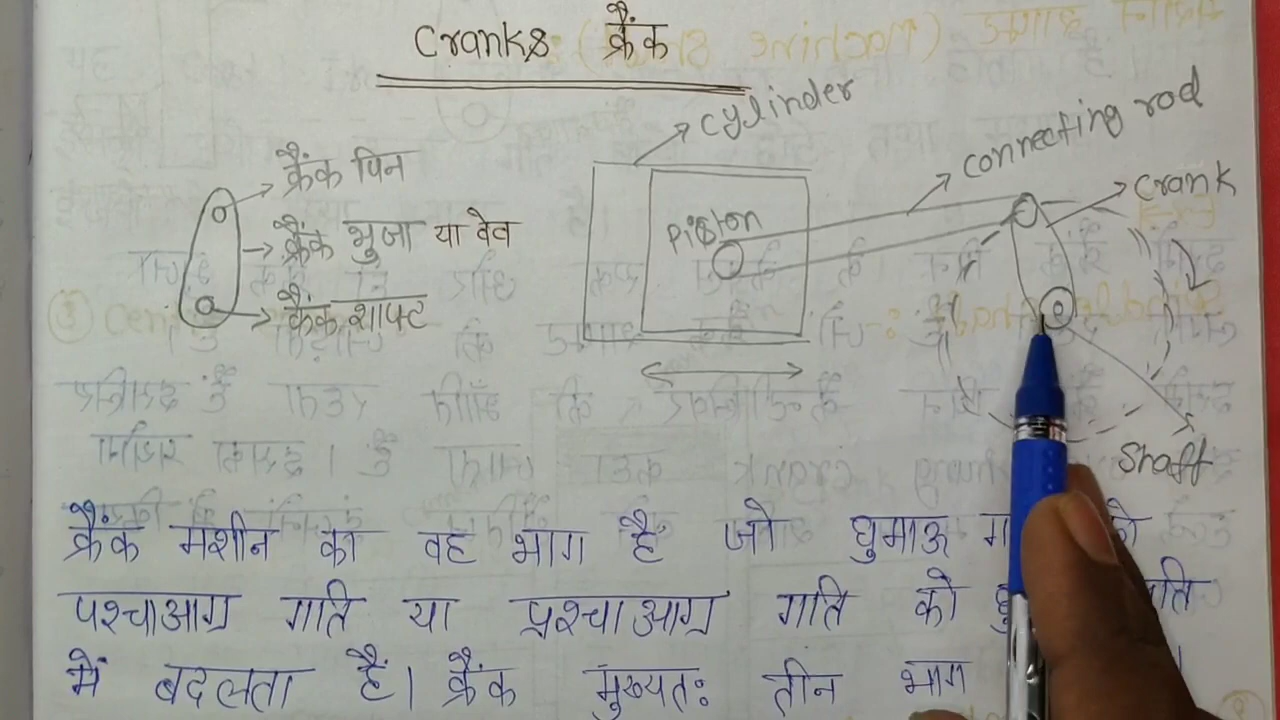 Cranks क्रैंक
cylinder
connecting rod
crank
क्रैंक पिन
क्रैंक भुजा या वेव
क्रैंक शाफ्ट
Piston
Shaft
क्रैंक मशीन का वह भाग हैं जो घुमाऊ को
पश्चाआग्र गति या प्रश्चाआग्र गति को
में बदलता हैं। क्रैंक मुख्यतः तीन भाग